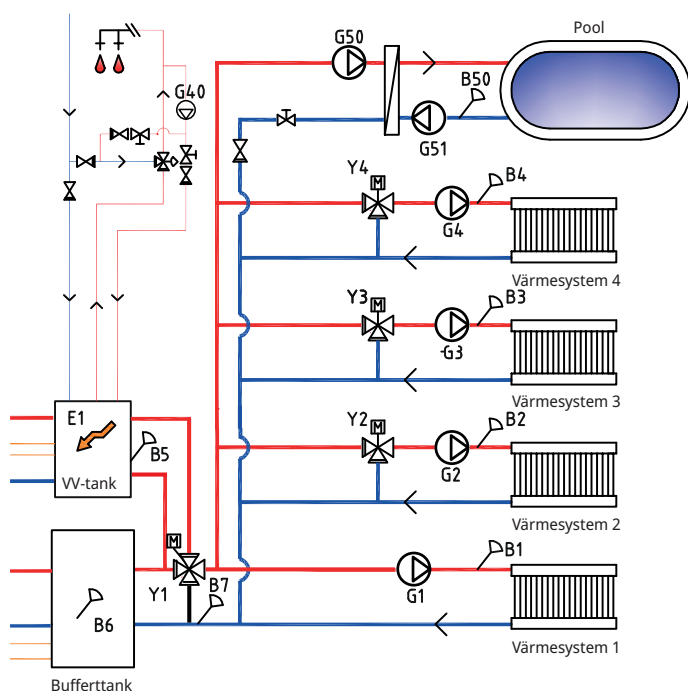 Pool
G50
G40
B50
G51
Y4
M
B4
G4
Värmesystem 4
Y3
M
B3
G3
Värmesystem 3
Y2
M
B2
G2
Värmesystem 2
E1
B5
VV-tank
M
Y1
B7
B1
G1
B6
Värmesystem 1
Bufferttank